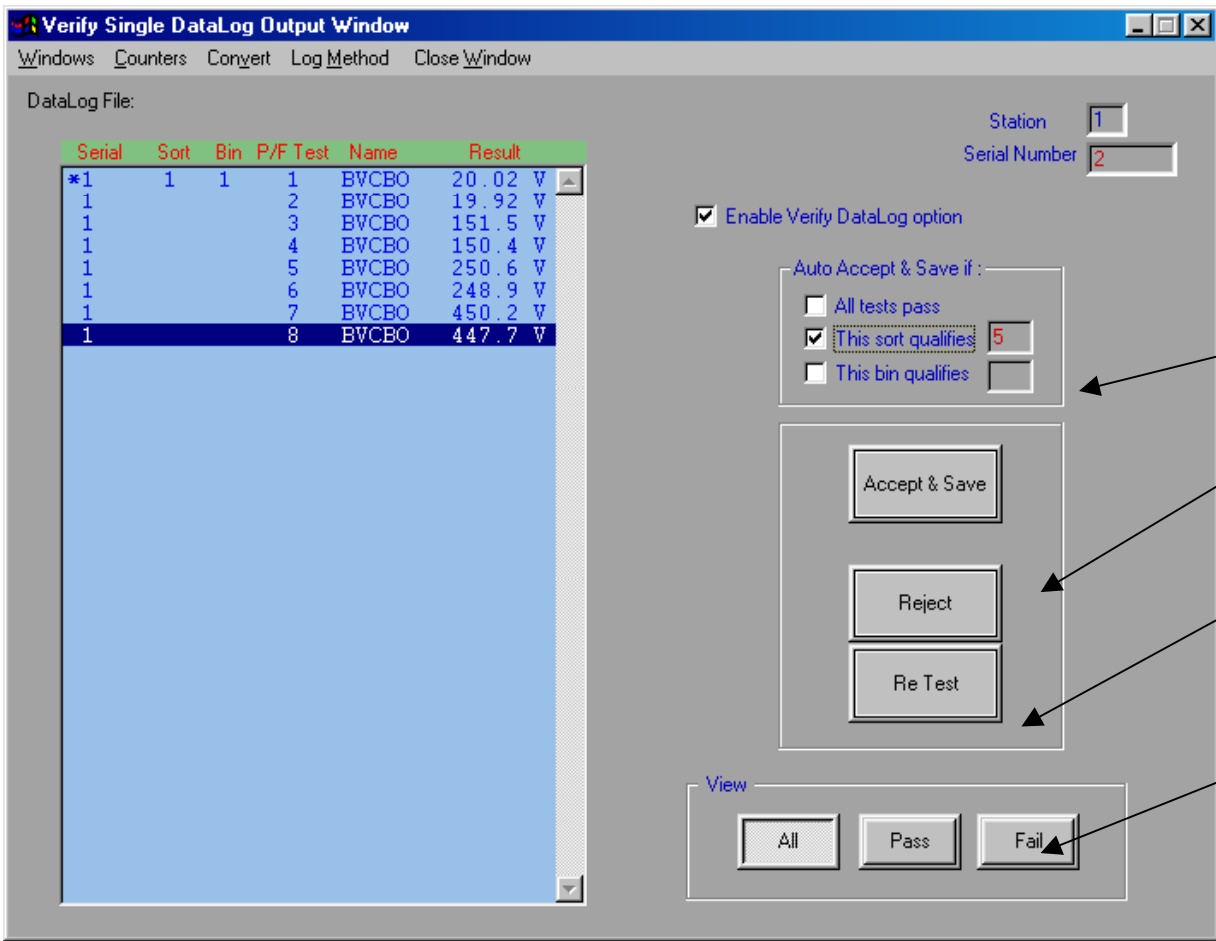 Verify Single DataLog Output Window
Windows Counters Convert Log Method Close Window
DataLog File:
Station 1
Serial Number 2
Serial Sort Bin P/F Test Name Result
*1 1 1 1 BVCBO 20.02 V
1 2 BVCBO 19.92 V
1 3 BVCBO 151.5 V
1 4 BVCBO 150.4 V
1 5 BVCBO 250.6 V
1 6 BVCBO 248.9 V
1 7 BVCBO 450.2 V
1 8 BVCBO 447.7 V
Enable Verify DataLog option
Auto Accept & Save if :
All tests pass
This sort qualifies 5
This bin qualifies
Accept & Save
Reject
Re Test
View
All Pass Fail